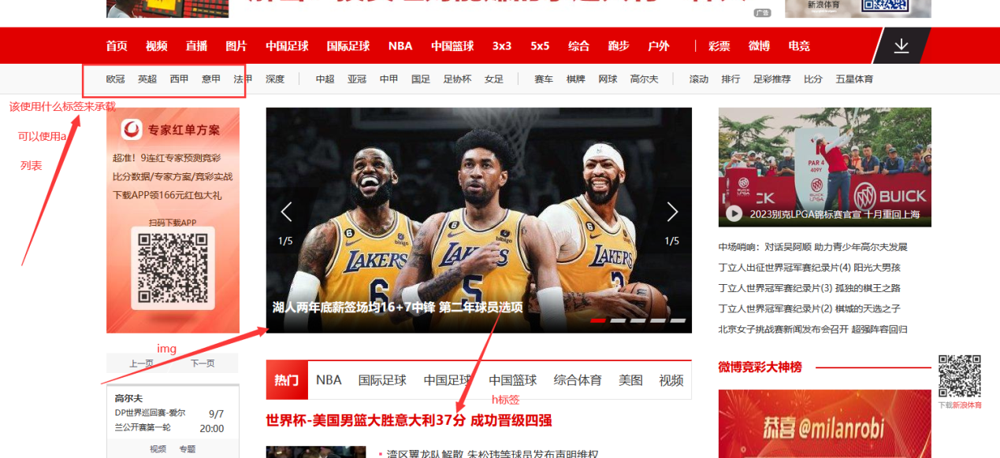 新浪体育
广告
首页 视频 直播 图片 中国足球 国际足球 NBA 中国篮球 3x3 5x5 综合 跑步 户外 彩票 微博 电竞
欧冠 英超 西甲 意甲 法甲 深度 中超 亚冠 中甲 国足 足协杯 女足 赛车 棋牌 网球 高尔夫 滚动 排行 足彩推荐 比分 五星体育
该使用什么标签来承载
可以使用a
列表
专家红单方案
超准！9连红专家预测竞彩
比分数据/专家方案/竞彩实战
下载APP领166元红包大礼
扫码下载APP
img
上一页 下一页
高尔夫
DP世界巡回赛-爱尔 9/7
兰公开赛第一轮 20:00
视频 专题
1/5
1/5
LAKERS
LAKERS
LAKERS
bibigo
6
5
湖人两年底薪签场均16+7中锋 第二年球员选项
热门 NBA 国际足球 中国足球 中国篮球 综合体育 美图 视频
h标签
世界杯-美国男篮大胜意大利37分 成功晋级四强
湾区翼龙队解散 朱松玮等球员发布声明维权
PAR 4
409Y
BUICK
LPGA
BUICK
2023别克LPGA锦标赛官宣 十月重回上海
中场哨响：对话吴阿顺 助力青少年高尔夫发展
丁立人出征世界冠军赛纪录片(4) 阳光大男孩
丁立人世界冠军赛纪录片(3) 孤独的棋王之路
丁立人世界冠军赛纪录片(2) 棋城的天选之子
北京女子挑战赛新闻发布会召开 超强阵容回归
微博竞彩大神榜
恭喜@milanrobi
下载新浪体育